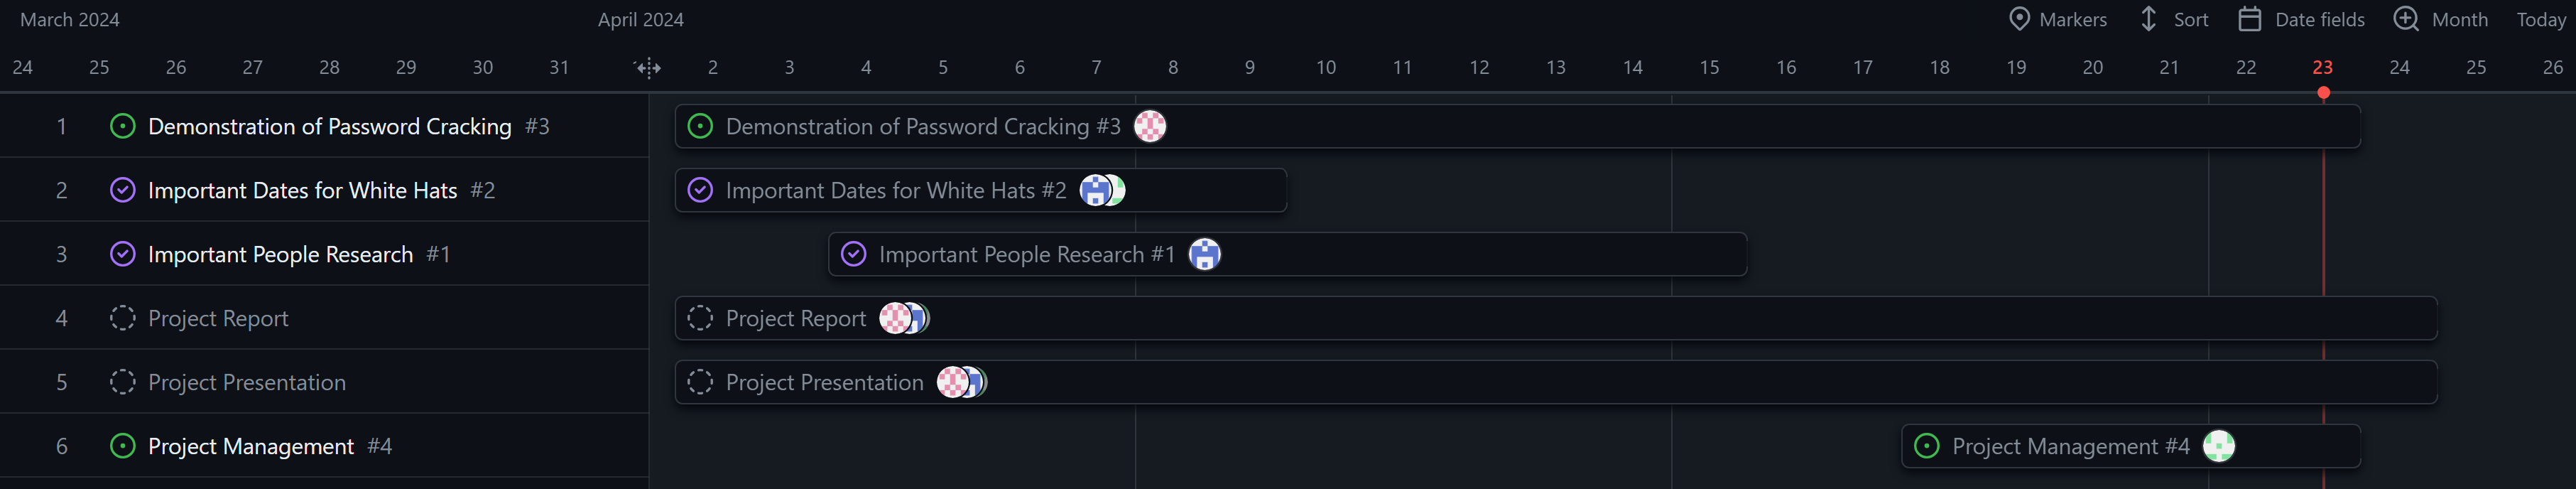 March 2024 April 2024 Markers Sort Date fields Month Today
24 25 26 27 28 29 30 31 2 3 4 5 6 7 8 9 10 11 12 13 14 15 16 17 18 19 20 21 22 23 24 25 26
1 Demonstration of Password Cracking #3 Demonstration of Password Cracking #3
2 Important Dates for White Hats #2 Important Dates for White Hats #2
3 Important People Research #1 Important People Research #1
4 Project Report Project Report
5 Project Presentation Project Presentation
6 Project Management #4 Project Management #4